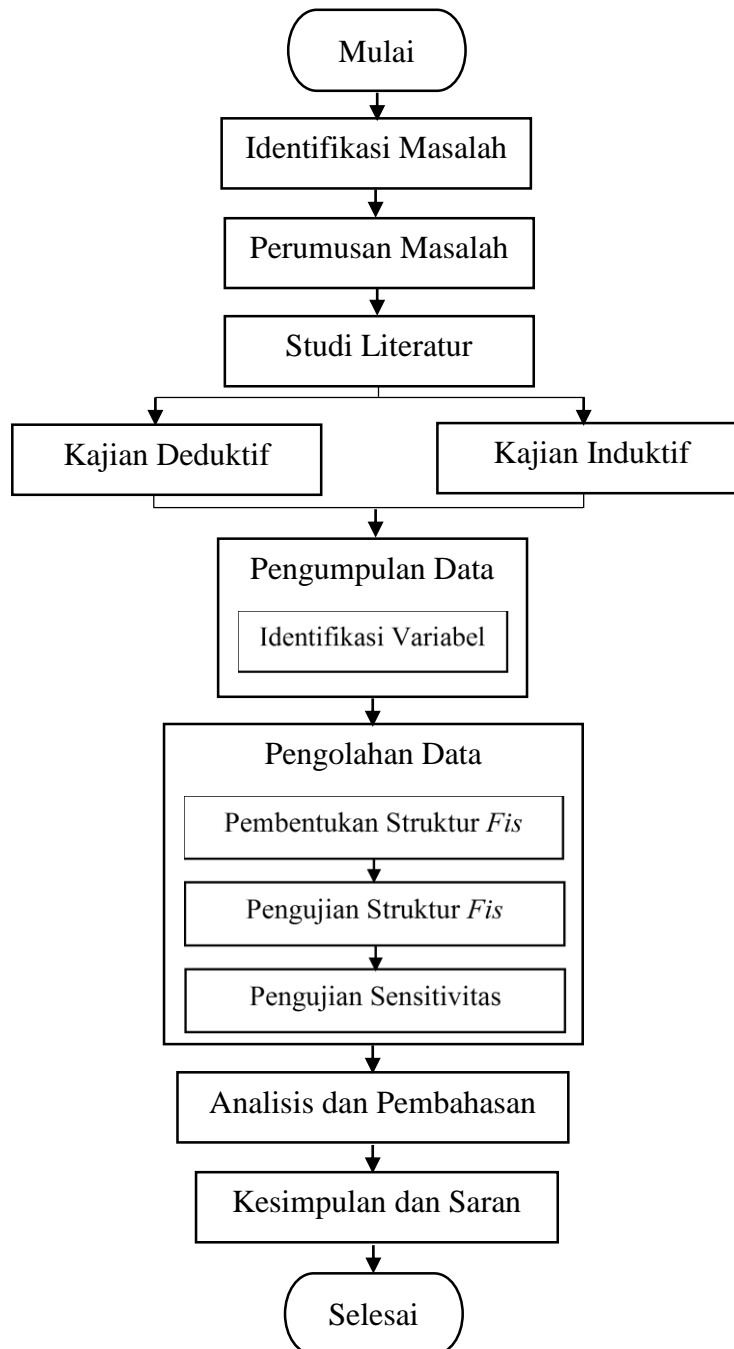 Mulai
Identifikasi Masalah
Perumusan Masalah
Studi Literatur
Kajian Deduktif
Kajian Induktif
Pengumpulan Data
Identifikasi Variabel
Pengolahan Data
Pembentukan Struktur Fis
Pengujian Struktur Fis
Pengujian Sensitivitas
Analisis dan Pembahasan
Kesimpulan dan Saran
Selesai